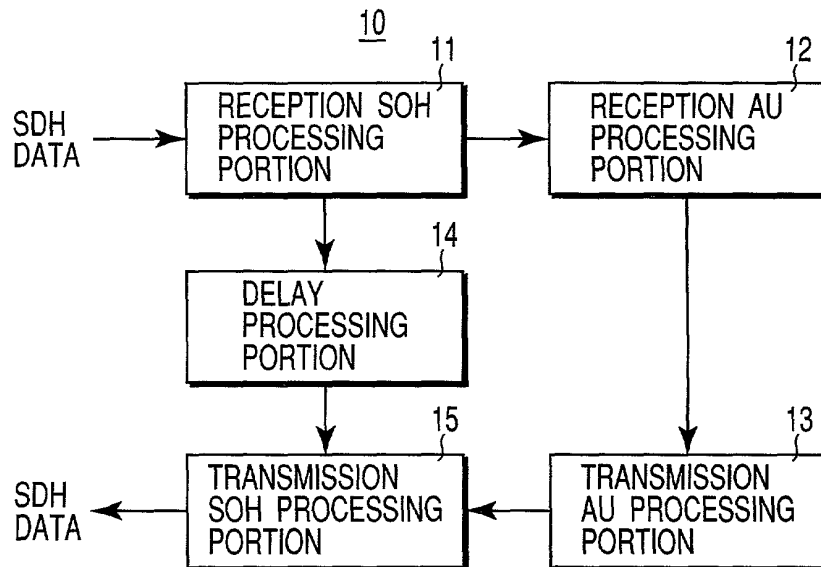 10
11
12
SDH
DATA
RECEPTION SOH
PROCESSING
PORTION
RECEPTION AU
PROCESSING
PORTION
14
DELAY
PROCESSING
PORTION
15
13
SDH
DATA
TRANSMISSION
SOH PROCESSING
PORTION
TRANSMISSION
AU PROCESSING
PORTION